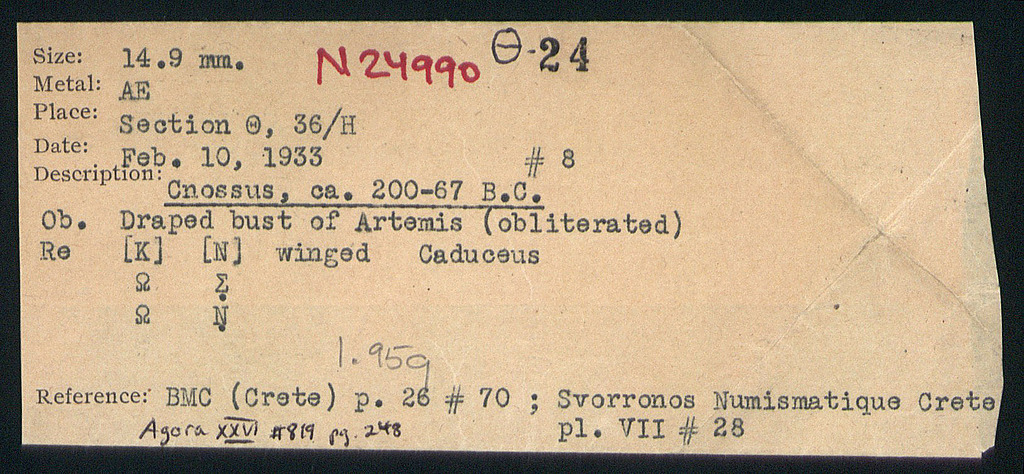 Size: 14.9 mm. N 24990 Θ-24
Metal: AE
Place: Section Θ, 36/H
Date: Feb. 10, 1933 # 8
Description: Cnossus, ca. 200-67 B.C.
Ob. Draped bust of Artemis (obliterated)
Re [K] [N] winged Caduceus
Ω Σ̣
Ω Ṇ
1.95g
Reference: BMC (Crete) p. 26 # 70 ; Svorronos Numismatique Crete
Agora XXVI #819 pg. 248 pl. VII # 28